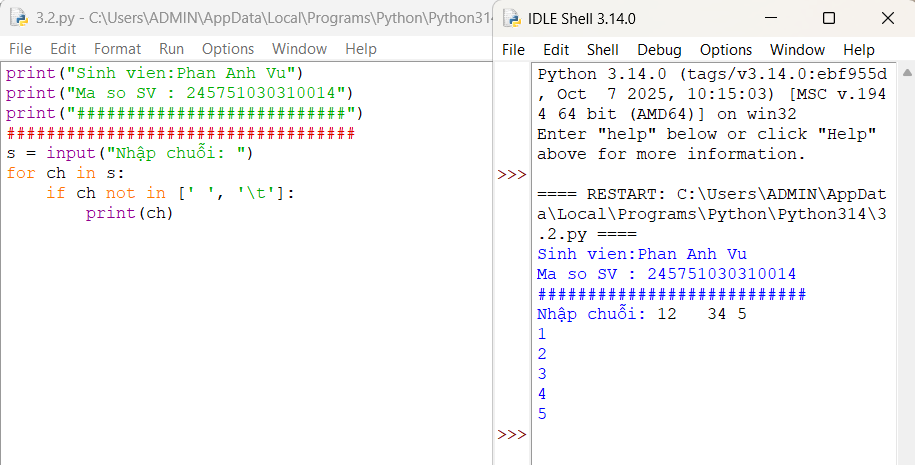 3.2.py - C:\Users\ADMIN\AppData\Local\Programs\Python\Python314
File Edit Format Run Options Window Help
print("Sinh vien:Phan Anh Vu")
print("Ma so SV : 245751030310014")
print("###########################")
###################################
s = input("Nhập chuỗi: ")
for ch in s:
    if ch not in [' ', '\t']:
        print(ch)
IDLE Shell 3.14.0
File Edit Shell Debug Options Window Help
Python 3.14.0 (tags/v3.14.0:ebf955d
, Oct  7 2025, 10:15:03) [MSC v.194
4 64 bit (AMD64)] on win32
Enter "help" below or click "Help"
above for more information.
>>>
==== RESTART: C:\Users\ADMIN\AppDat
a\Local\Programs\Python\Python314\3
.2.py ====
Sinh vien:Phan Anh Vu
Ma so SV : 245751030310014
###########################
Nhập chuỗi: 12   34 5
1
2
3
4
5
>>>